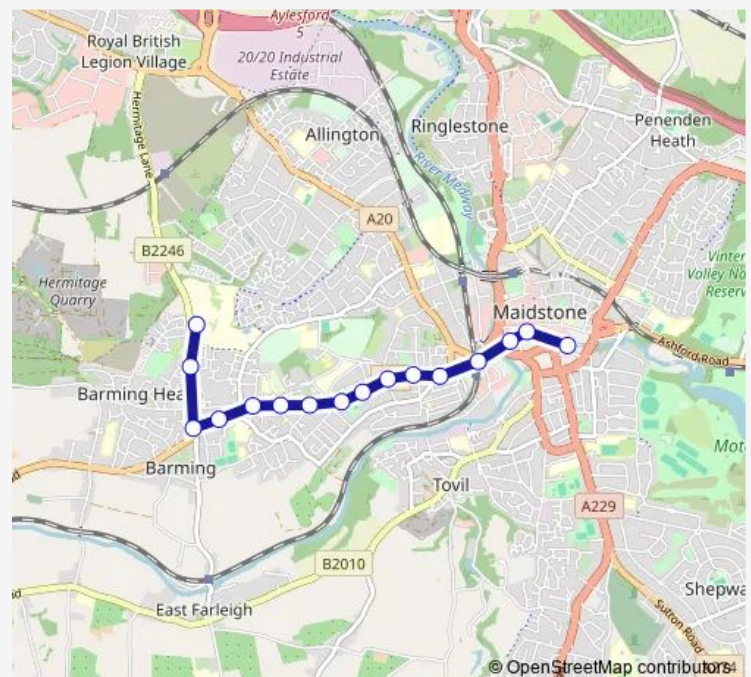 Aylesford
5
Royal British
Legion Village
20/20 Industrial
Estate
Hermitage Lane
Allington
Ringlestone
Penenden
Heath
River Medway
A20
B2246
Hermitage
Quarry
Vinter
Valley
Reserv
Maidstone
Ashford Road
Barming Hea
Barming
Mot
Tovil
A229
B2010
Shepwa
East Farleigh
Sutton Road
© OpenStreetMap contributors